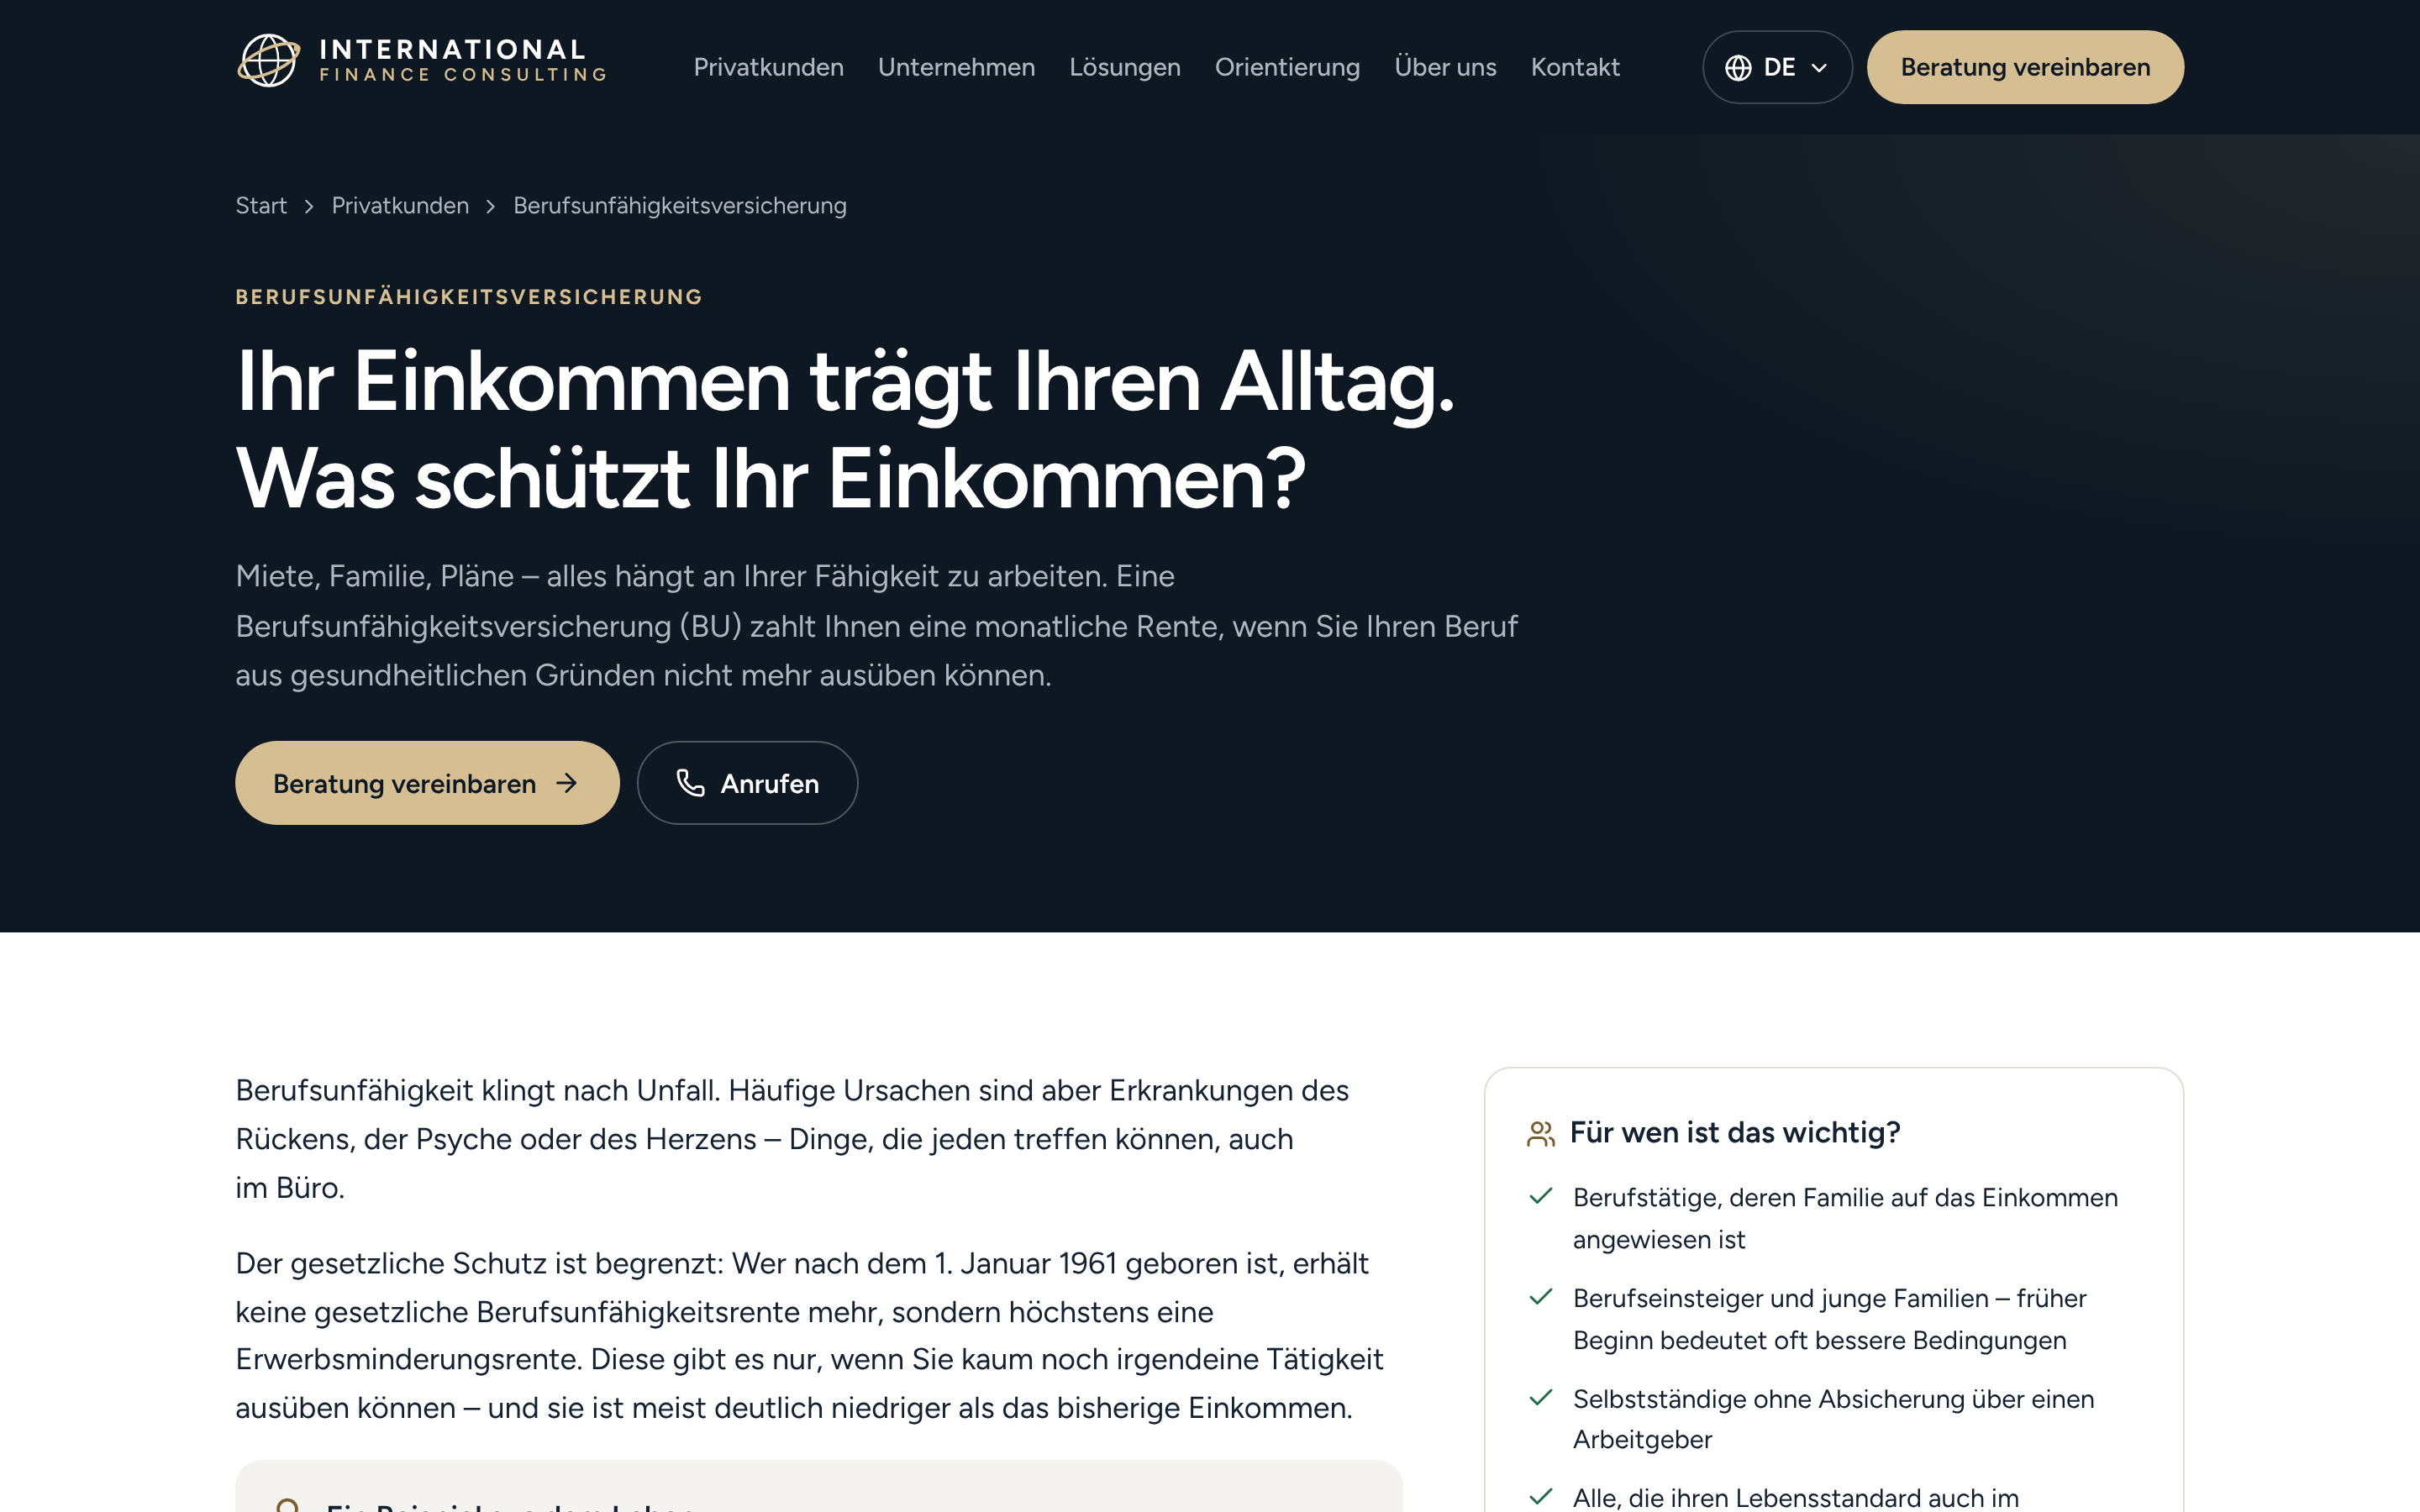 INTERNATIONAL
FINANCE CONSULTING
Privatkunden
Unternehmen
Lösungen
Orientierung
Über uns
Kontakt
DE
Beratung vereinbaren
Start
Privatkunden
Berufsunfähigkeitsversicherung
BERUFSUNFÄHIGKEITSVERSICHERUNG
Ihr Einkommen trägt Ihren Alltag.
Was schützt Ihr Einkommen?
Miete, Familie, Pläne – alles hängt an Ihrer Fähigkeit zu arbeiten. Eine
Berufsunfähigkeitsversicherung (BU) zahlt Ihnen eine monatliche Rente, wenn Sie Ihren Beruf
aus gesundheitlichen Gründen nicht mehr ausüben können.
Beratung vereinbaren
Anrufen
Berufsunfähigkeit klingt nach Unfall. Häufige Ursachen sind aber Erkrankungen des
Rückens, der Psyche oder des Herzens – Dinge, die jeden treffen können, auch
im Büro.
Der gesetzliche Schutz ist begrenzt: Wer nach dem 1. Januar 1961 geboren ist, erhält
keine gesetzliche Berufsunfähigkeitsrente mehr, sondern höchstens eine
Erwerbsminderungsrente. Diese gibt es nur, wenn Sie kaum noch irgendeine Tätigkeit
ausüben können – und sie ist meist deutlich niedriger als das bisherige Einkommen.
Für wen ist das wichtig?
Berufstätige, deren Familie auf das Einkommen
angewiesen ist
Berufseinsteiger und junge Familien – früher
Beginn bedeutet oft bessere Bedingungen
Selbstständige ohne Absicherung über einen
Arbeitgeber
Alle, die ihren Lebensstandard auch im